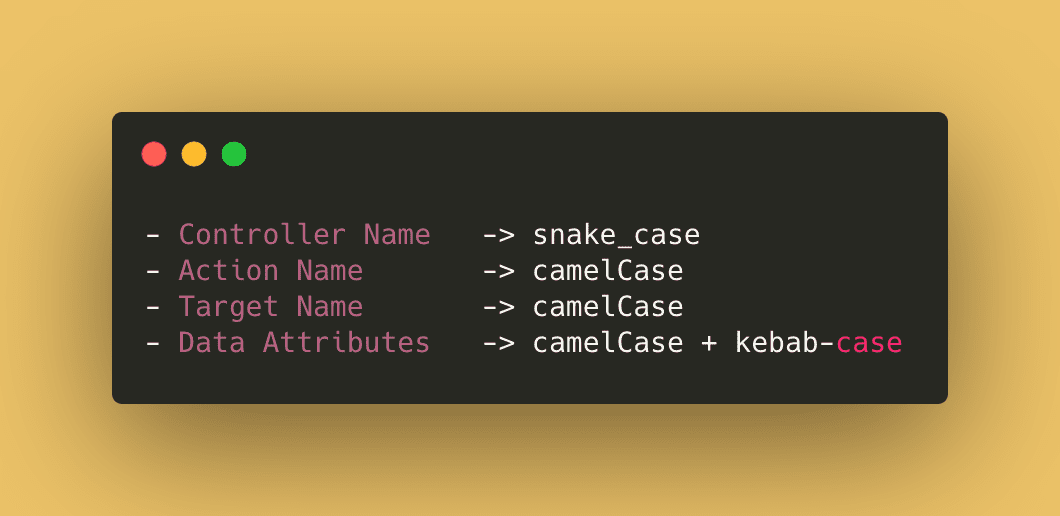 - Controller Name -> snake_case
- Action Name -> camelCase
- Target Name -> camelCase
- Data Attributes -> camelCase + kebab-case